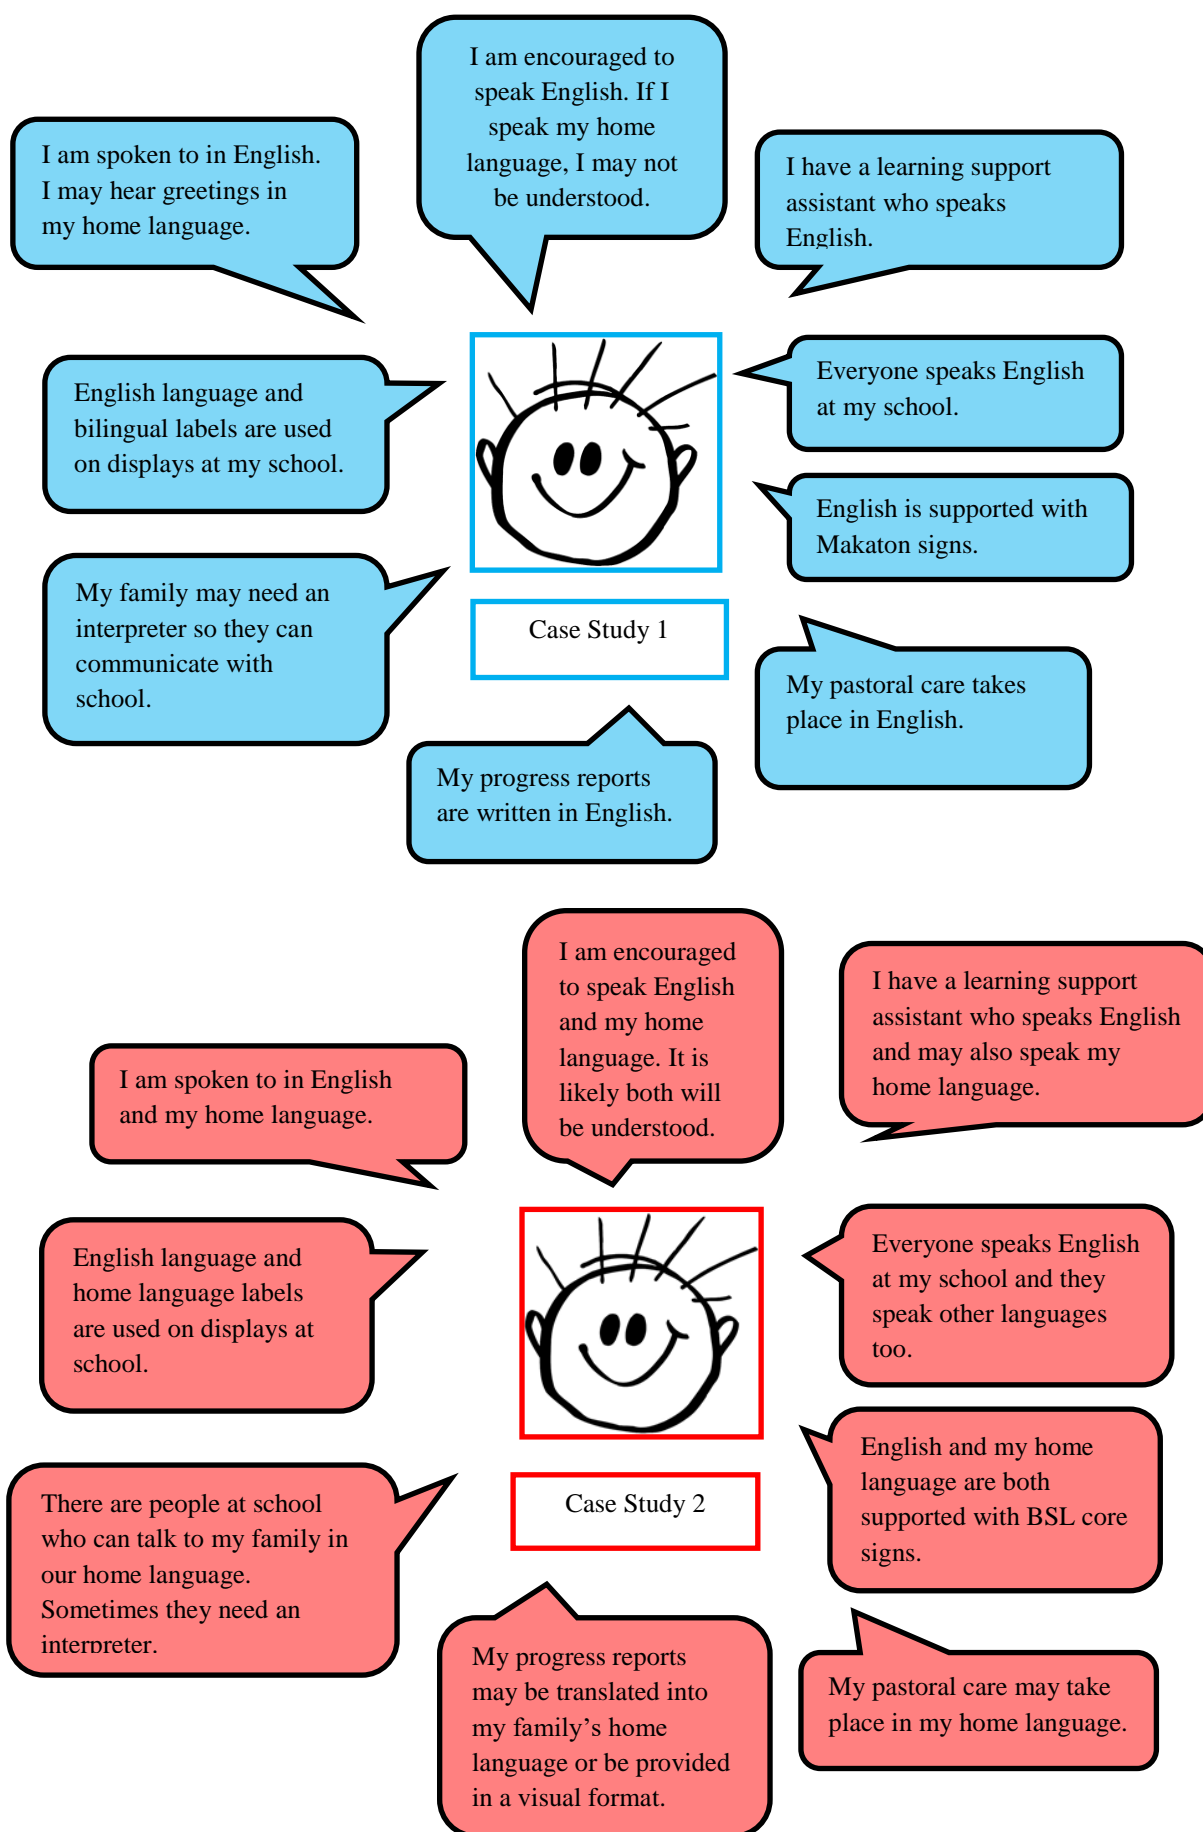 I am encouraged to
speak English. If I
speak my home
language, I may not
be understood.
I am spoken to in English.
I may hear greetings in
my home language.
I have a learning support
assistant who speaks
English.
English language and
bilingual labels are used
on displays at my school.
Everyone speaks English
at my school.
English is supported with
Makaton signs.
My family may need an
interpreter so they can
communicate with
school.
Case Study 1
My pastoral care takes
place in English.
My progress reports
are written in English.
I am encouraged
to speak English
and my home
language. It is
likely both will
be understood.
I have a learning support
assistant who speaks English
and may also speak my
home language.
I am spoken to in English
and my home language.
English language and
home language labels
are used on displays at
school.
Everyone speaks English
at my school and they
speak other languages
too.
English and my home
language are both
supported with BSL core
signs.
There are people at school
who can talk to my family in
our home language.
Sometimes they need an
interpreter.
Case Study 2
My progress reports
may be translated into
my family’s home
language or be provided
in a visual format.
My pastoral care may take
place in my home language.